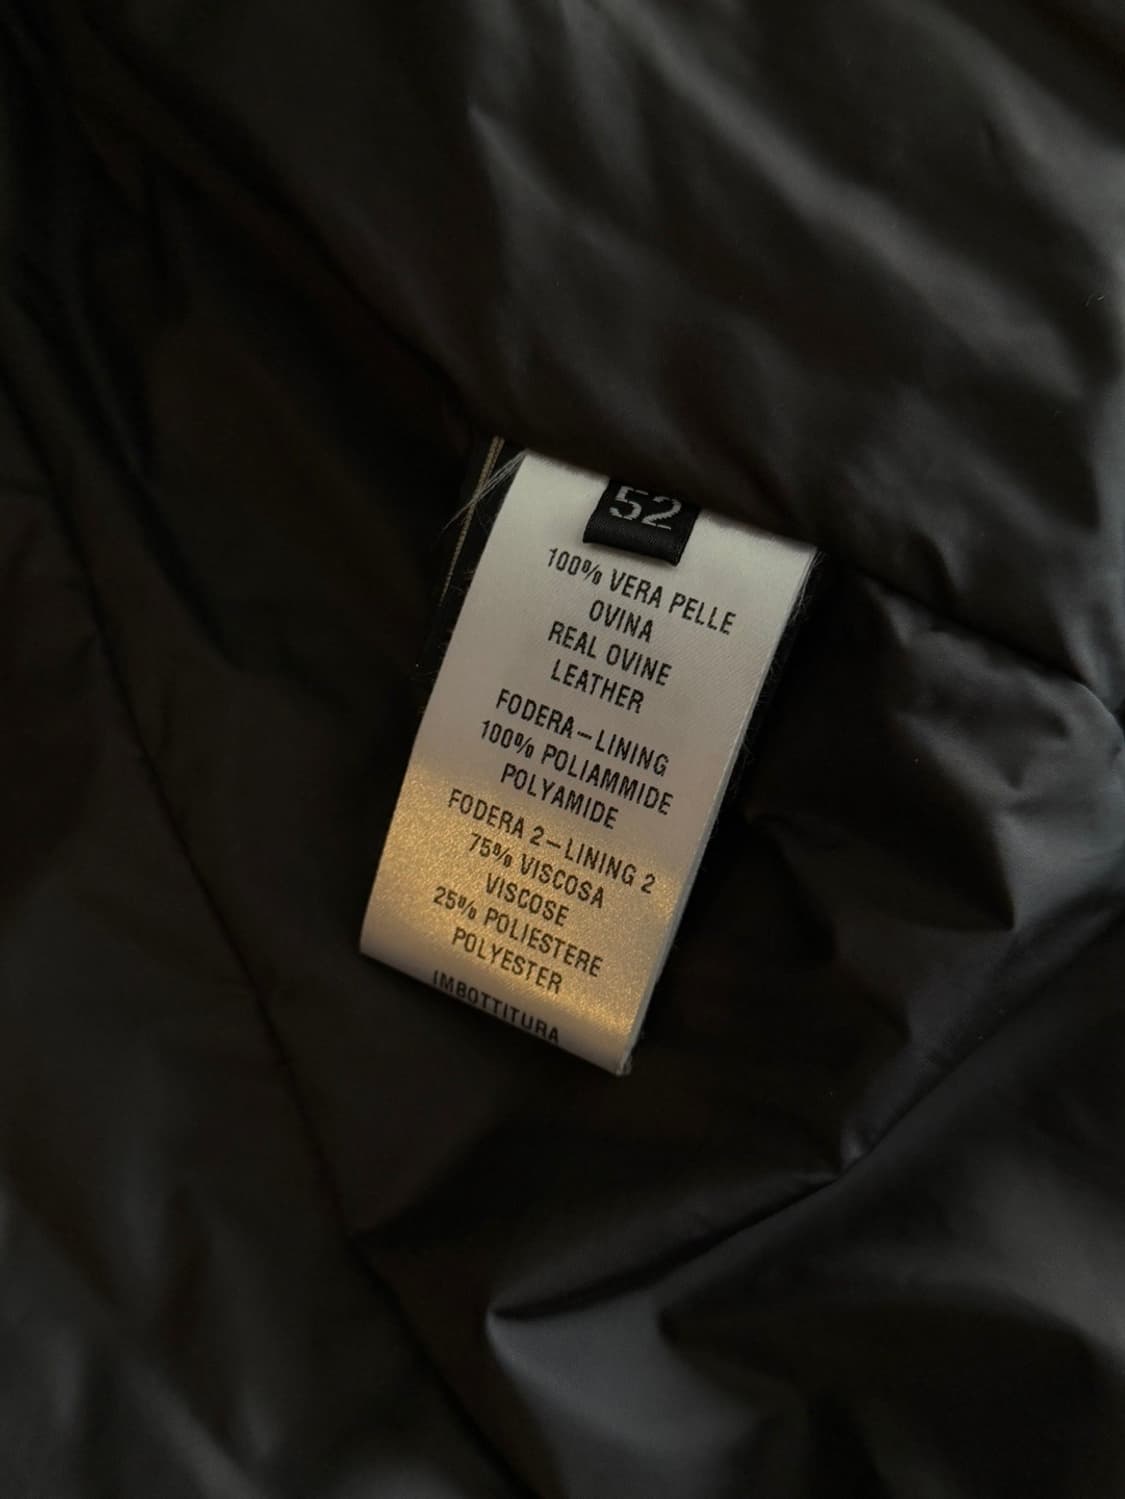 52
100% VERA PELLE
OVINA
REAL OVINE
LEATHER
FODERA-LINING
100% POLIAMMIDE
POLYAMIDE
FODERA 2-LINING 2
75% VISCOSA
VISCOSE
25% POLIESTERE
POLYESTER
IMBOTTITURA